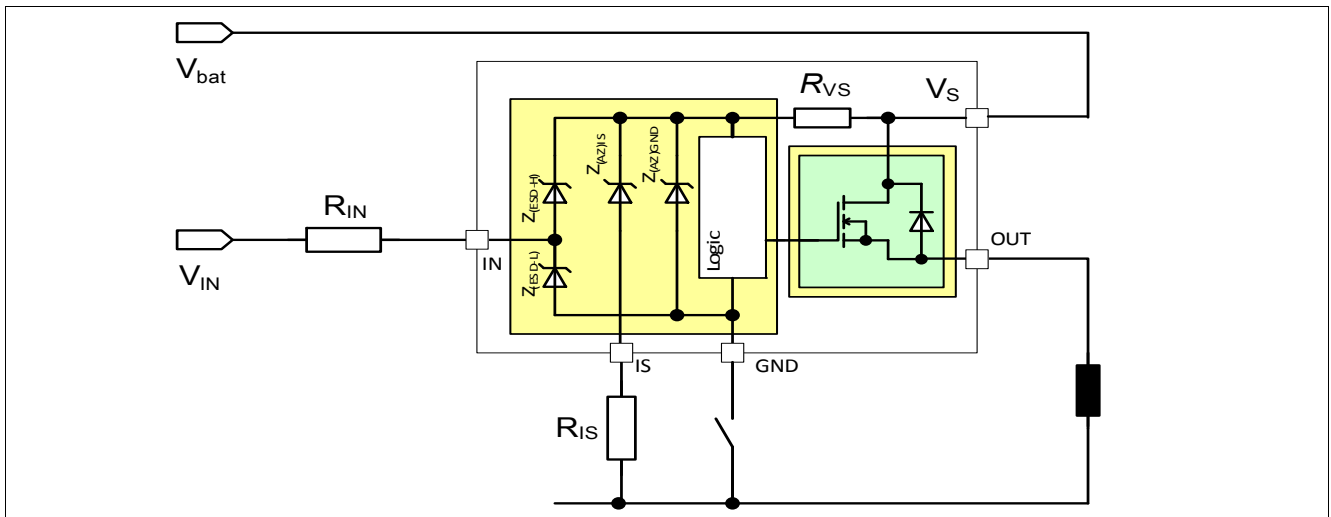 Vbat
RVS
VS
Z(AZ)IS
Z(AZ)GND
Z(ESD-H)
RIN
Logic
OUT
IN
VIN
Z(ESD-L)
IS
GND
RIS